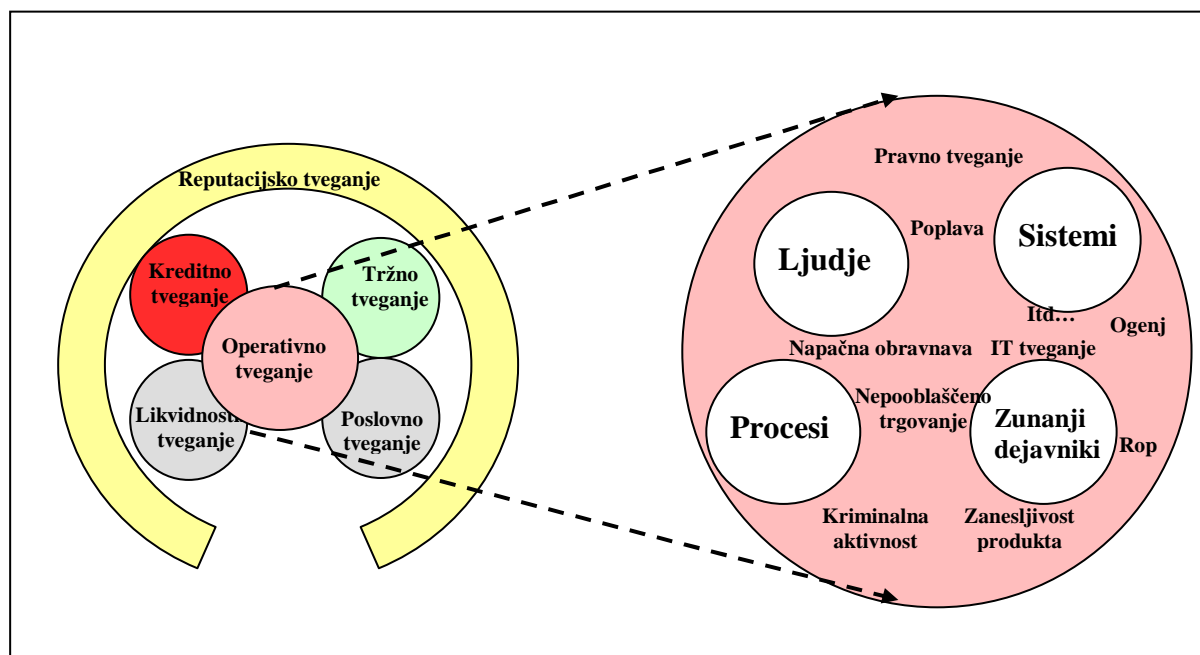 Reputacijsko tveganje
Kreditno
tveganje
Tržno
tveganje
Operativno
tveganje
Likvidnosti
tveganje
Poslovno
tveganje
Pravno tveganje
Poplava
Sistemi
Ljudje
Itd…
Ogenj
Napačna obravnava
IT tveganje
Nepooblaščeno
trgovanje
Procesi
Zunanji
dejavniki
Rop
Kriminalna
aktivnost
Zanesljivost
produkta